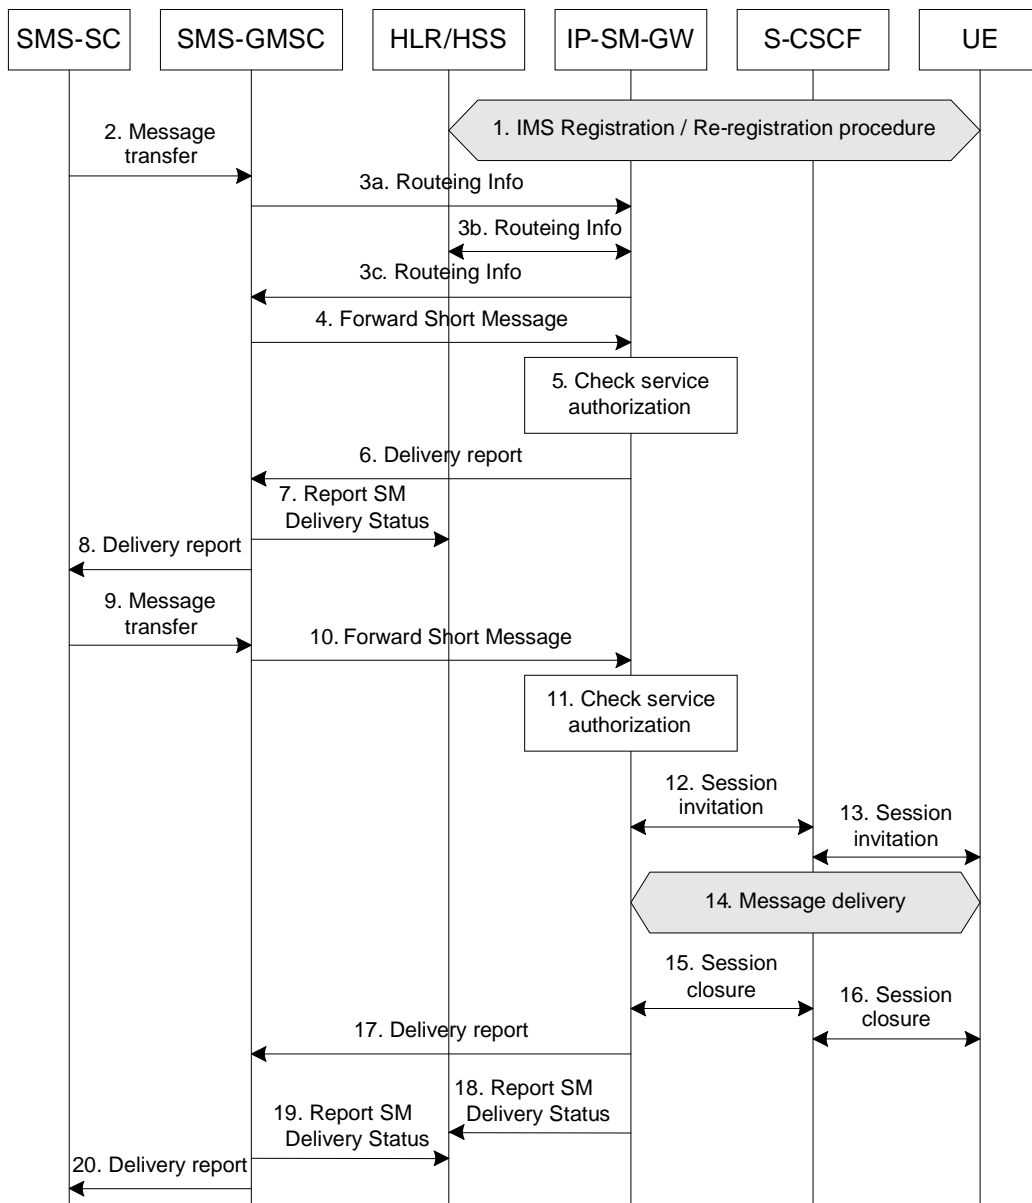 SMS-SC
SMS-GMSC
HLR/HSS
IP-SM-GW
S-CSCF
UE
1. IMS Registration / Re-registration procedure
2. Message
transfer
3a. Routeing Info
3b. Routeing Info
3c. Routeing Info
4. Forward Short Message
5. Check service
authorization
6. Delivery report
7. Report SM
Delivery Status
8. Delivery report
9. Message
transfer
10. Forward Short Message
11. Check service
authorization
12. Session
invitation
13. Session
invitation
14. Message delivery
15. Session
closure
16. Session
closure
17. Delivery report
18. Report SM
Delivery Status
19. Report SM
Delivery Status
20. Delivery report